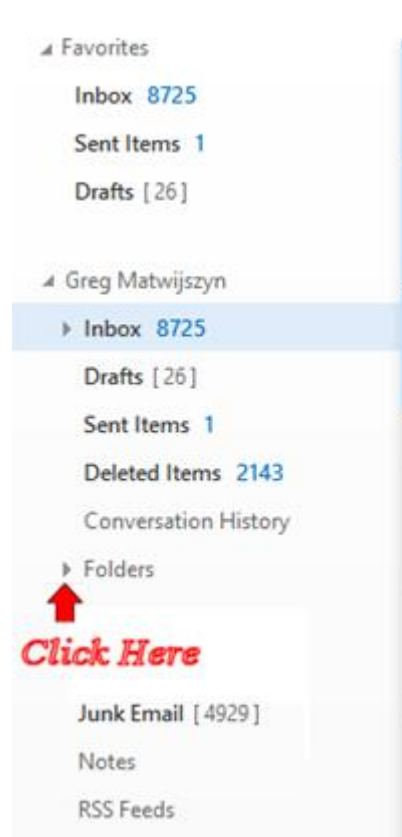 Favorites
Inbox 8725
Sent Items 1
Drafts [26]
Greg Matwijszyn
Inbox 8725
Drafts [26]
Sent Items 1
Deleted Items 2143
Conversation History
Folders
Click Here
Junk Email [4929]
Notes
RSS Feeds